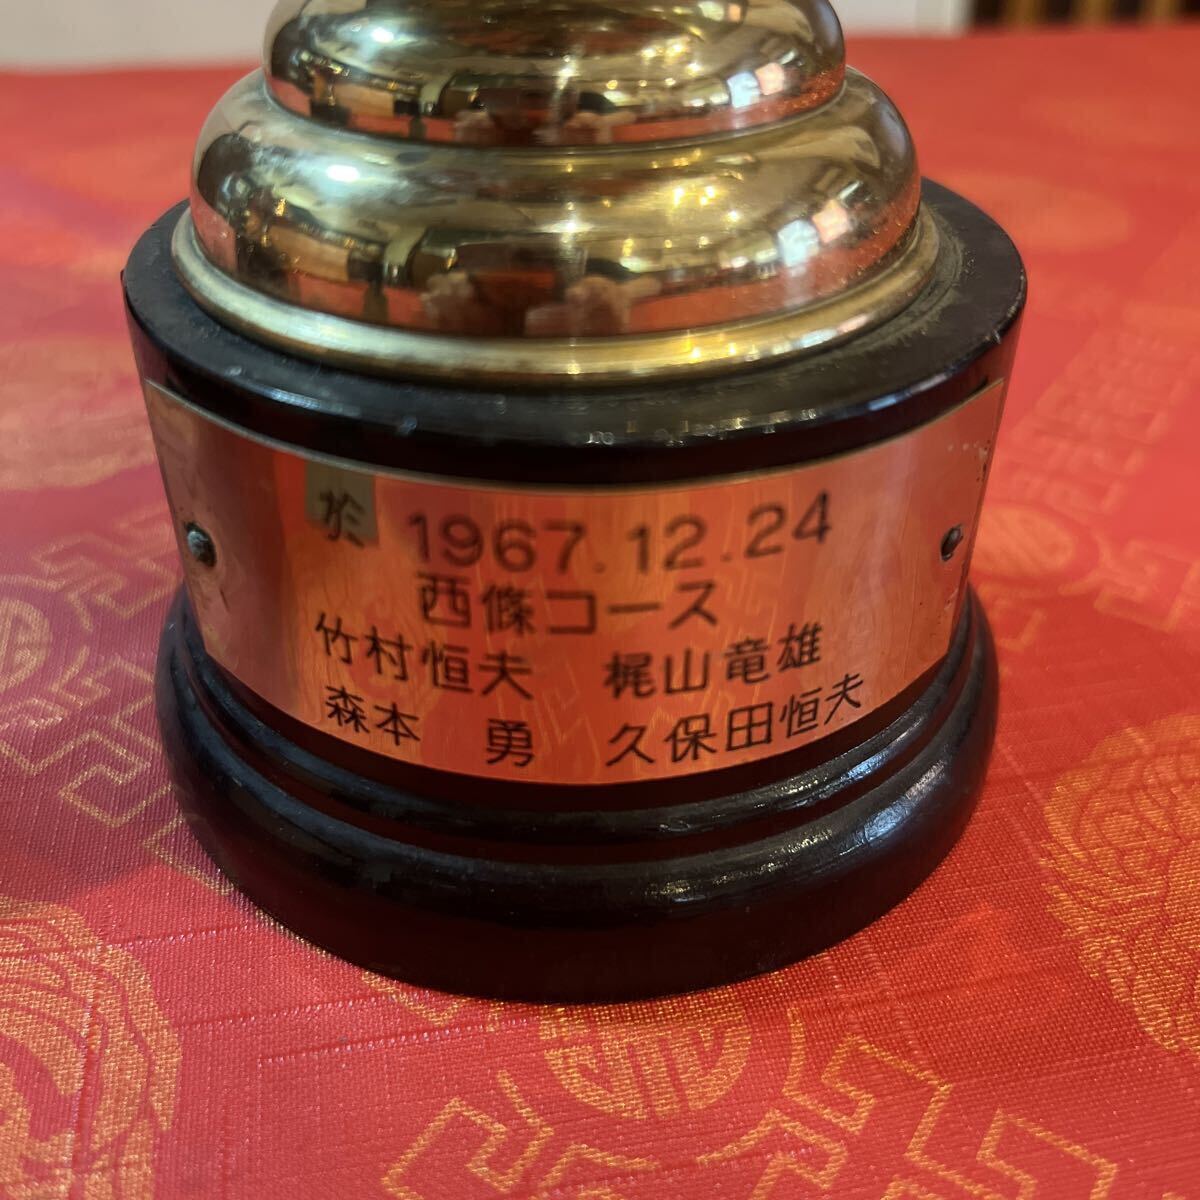 於 1967.12.24
西條コース
竹村恒夫 梶山竜雄
森本 勇 久保田恒夫